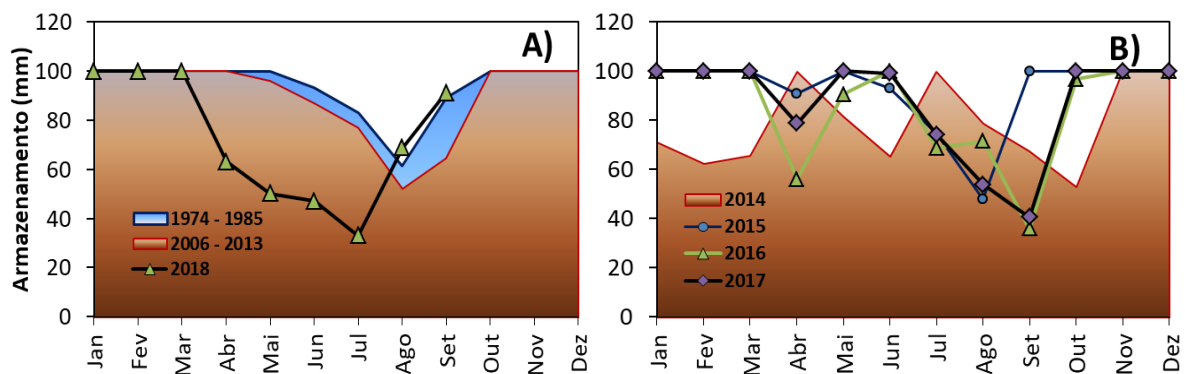 120
100
80
60
40
20
0
Armazenamento (mm)
A)
1974 - 1985
2006 - 2013
2018
Jan Fev Mar Abr Mai Jun Jul Ago Set Out Nov Dez
120
100
80
60
40
20
0
B)
2014
2015
2016
2017
Jan Fev Mar Abr Mai Jun Jul Ago Set Out Nov Dez